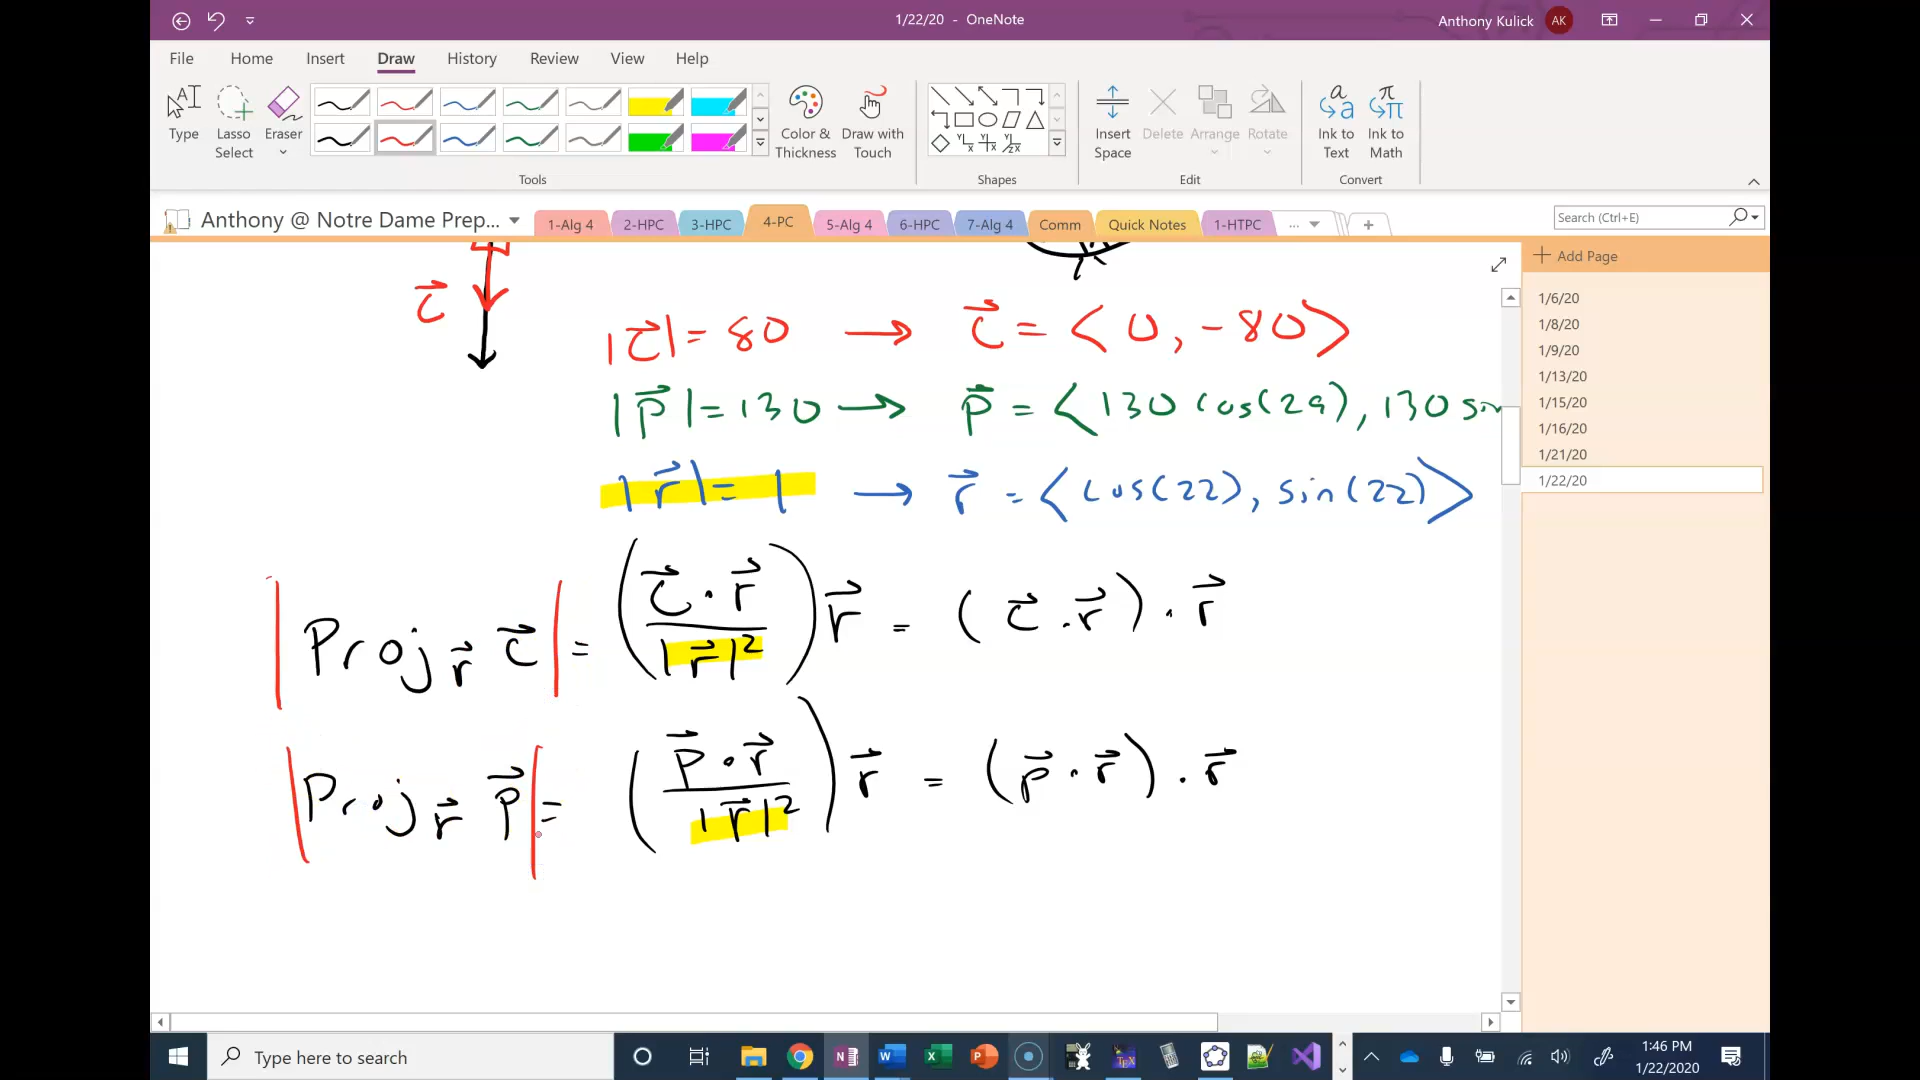 1/22/20 - OneNote
Anthony Kulick AK
File Home Insert Draw History Review View Help
Type
Lasso Select
Eraser
Color & Thickness
Draw with Touch
Insert Space
Delete
Arrange
Rotate
Ink to Text
Ink to Math
Tools Shapes Edit Convert
Anthony @ Notre Dame Prep...
1-Alg 4 2-HPC 3-HPC 4-PC 5-Alg 4 6-HPC 7-Alg 4 Comm Quick Notes 1-HTPC ...
Search (Ctrl+E)
Add Page
1/6/20
1/8/20
1/9/20
1/13/20
1/15/20
1/16/20
1/21/20
1/22/20
c⃗
|c⃗| = 80 → c⃗ = ⟨0, -80⟩
|p⃗| = 130 → p⃗ = ⟨130 cos(29), 130 sin
|r⃗| = 1 → r⃗ = ⟨cos(22), sin(22)⟩
|Proj_r⃗ c⃗| = (c⃗ · r⃗ / |r⃗|²) r⃗ = (c⃗ · r⃗) · r⃗
|Proj_r⃗ p⃗| = (p⃗ · r⃗ / |r⃗|²) r⃗ = (p⃗ · r⃗) · r⃗
Type here to search
1:46 PM
1/22/2020